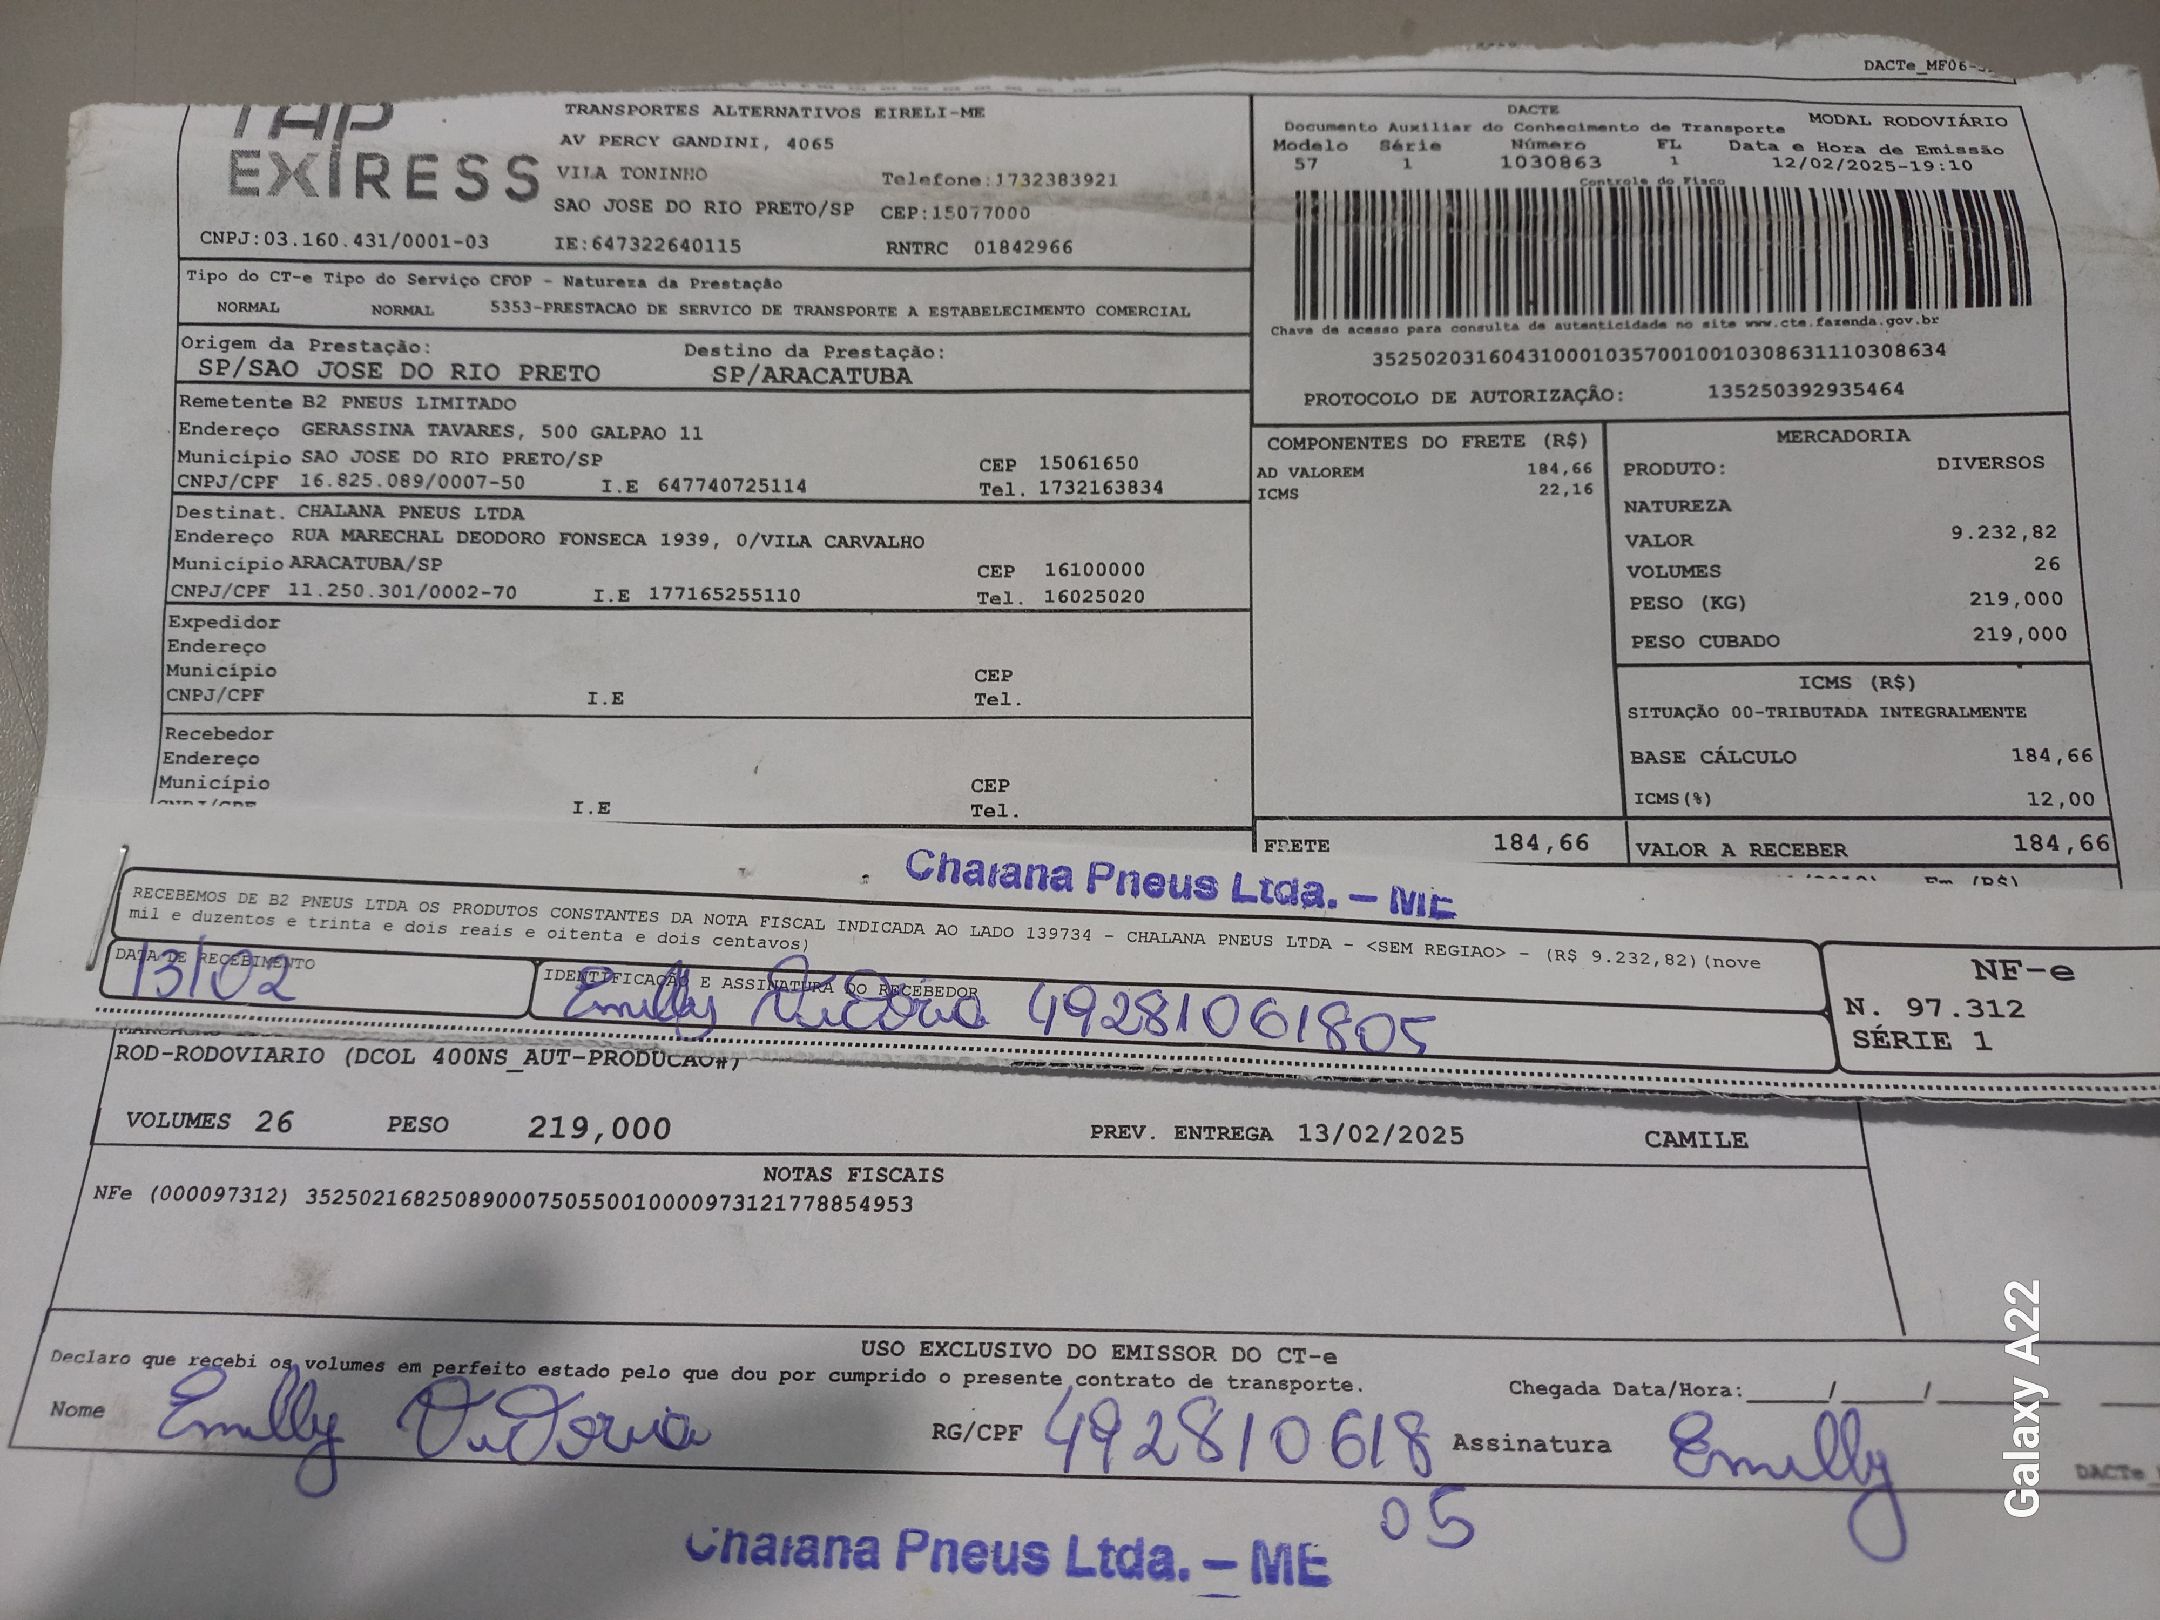 DACTe_MF06-
TAP
EXIRESS
TRANSPORTES ALTERNATIVOS EIRELI-ME
AV PERCY GANDINI, 4065
VILA TONINHO
Telefone:1732383921
SAO JOSE DO RIO PRETO/SP CEP:15077000
CNPJ:03.160.431/0001-03 IE:647322640115 RNTRC 01842966
DACTE
Documento Auxiliar do Conhecimento de Transporte MODAL RODOVIÁRIO
Modelo Série Número FL Data e Hora de Emissão
57 1 1030863 1 12/02/2025-19:10
Controle do Fisco
Chave de acesso para consulta de autenticidade no site www.cte.fazenda.gov.br
35250203160431000103570010010308631110308634
PROTOCOLO DE AUTORIZAÇÃO: 135250392935464
Tipo do CT-e Tipo do Serviço CFOP - Natureza da Prestação
NORMAL NORMAL 5353-PRESTACAO DE SERVICO DE TRANSPORTE A ESTABELECIMENTO COMERCIAL
Origem da Prestação: Destino da Prestação:
SP/SAO JOSE DO RIO PRETO SP/ARACATUBA
Remetente B2 PNEUS LIMITADO
Endereço GERASSINA TAVARES, 500 GALPAO 11
Município SAO JOSE DO RIO PRETO/SP CEP 15061650
CNPJ/CPF 16.825.089/0007-50 I.E 647740725114 Tel. 1732163834
Destinat. CHALANA PNEUS LTDA
Endereço RUA MARECHAL DEODORO FONSECA 1939, 0/VILA CARVALHO
Município ARACATUBA/SP CEP 16100000
CNPJ/CPF 11.250.301/0002-70 I.E 177165255110 Tel. 16025020
Expedidor
Endereço
Município CEP
CNPJ/CPF I.E Tel.
Recebedor
Endereço
Município CEP
CNPJ/CPF I.E Tel.
COMPONENTES DO FRETE (R$)
AD VALOREM 184,66
ICMS 22,16
MERCADORIA
PRODUTO: DIVERSOS
NATUREZA
VALOR 9.232,82
VOLUMES 26
PESO (KG) 219,000
PESO CUBADO 219,000
ICMS (R$)
SITUAÇÃO 00-TRIBUTADA INTEGRALMENTE
BASE CÁLCULO 184,66
ICMS(%) 12,00
FRETE 184,66 VALOR A RECEBER 184,66
Chalana Pneus Ltda. - ME
RECEBEMOS DE B2 PNEUS LTDA OS PRODUTOS CONSTANTES DA NOTA FISCAL INDICADA AO LADO 139734 - CHALANA PNEUS LTDA - <SEM REGIAO> - (R$ 9.232,82)(nove
mil e duzentos e trinta e dois reais e oitenta e dois centavos)
DATA DE RECEBIMENTO
13/02
IDENTIFICAÇÃO E ASSINATURA DO RECEBEDOR
Emilly Victória 49281061805
NF-e
N. 97.312
SÉRIE 1
ROD-RODOVIARIO (DCOL 400NS_AUT-PRODUCAO#)
VOLUMES 26 PESO 219,000 PREV. ENTREGA 13/02/2025 CAMILE
NOTAS FISCAIS
NFe (000097312) 35250216825089000750550010000973121778854953
USO EXCLUSIVO DO EMISSOR DO CT-e
Declaro que recebi os volumes em perfeito estado pelo que dou por cumprido o presente contrato de transporte.
Chegada Data/Hora:____/____/____
Nome Emilly Victoria RG/CPF 492810618 Assinatura Emilly
05
DACTe_
Chalana Pneus Ltda. - ME
Galaxy A22